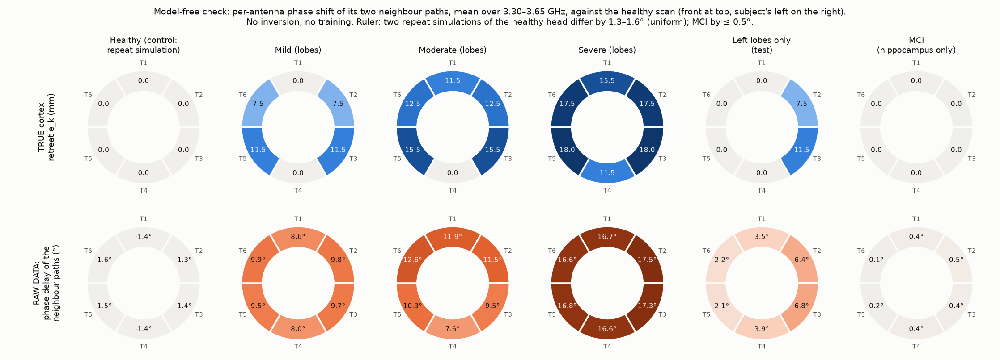 Model-free check: per-antenna phase shift of its two neighbour paths, mean over 3.30–3.65 GHz, against the healthy scan (front at top, subject's left on the right).
No inversion, no training. Ruler: two repeat simulations of the healthy head differ by 1.3–1.6° (uniform); MCI by ≤ 0.5°.
Healthy (control:
repeat simulation)
Mild (lobes)
Moderate (lobes)
Severe (lobes)
Left lobes only
(test)
MCI
(hippocampus only)
TRUE cortex
retreat e_k (mm)
T1
0.0
T6
T2
0.0
0.0
0.0
0.0
T5
T3
0.0
T4
T1
0.0
T6
T2
7.5
7.5
11.5
11.5
T5
T3
0.0
T4
T1
11.5
T6
T2
12.5
12.5
15.5
15.5
T5
T3
0.0
T4
T1
15.5
T6
T2
17.5
17.5
18.0
18.0
T5
T3
11.5
T4
T1
0.0
T6
T2
0.0
7.5
0.0
11.5
T5
T3
0.0
T4
T1
0.0
T6
T2
0.0
0.0
0.0
0.0
T5
T3
0.0
T4
RAW DATA:
phase delay of the
neighbour paths (°)
T1
-1.4°
T6
T2
-1.6°
-1.3°
-1.5°
-1.4°
T5
T3
-1.4°
T4
T1
8.6°
T6
T2
9.9°
9.8°
9.5°
9.7°
T5
T3
8.0°
T4
T1
11.9°
T6
T2
12.6°
11.5°
10.3°
9.5°
T5
T3
7.6°
T4
T1
16.7°
T6
T2
16.6°
17.5°
16.8°
17.3°
T5
T3
16.6°
T4
T1
3.5°
T6
T2
2.2°
6.4°
2.1°
6.8°
T5
T3
3.9°
T4
T1
0.4°
T6
T2
0.1°
0.5°
0.2°
0.4°
T5
T3
0.4°
T4